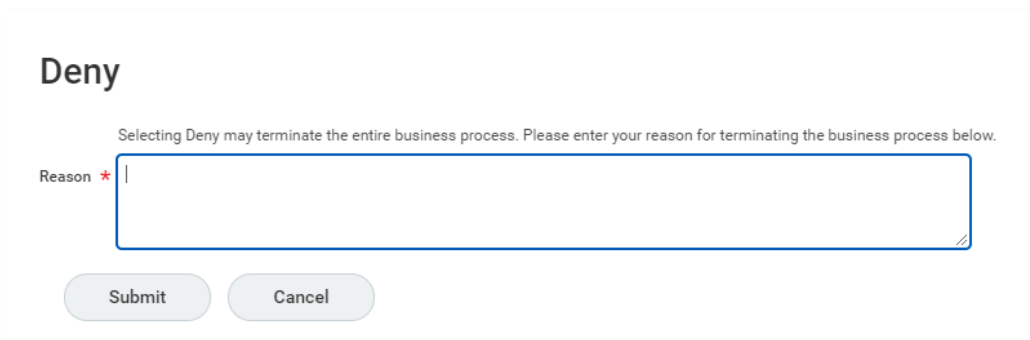 Deny
Selecting Deny may terminate the entire business process. Please enter your reason for terminating the business process below.
Reason *
Submit Cancel